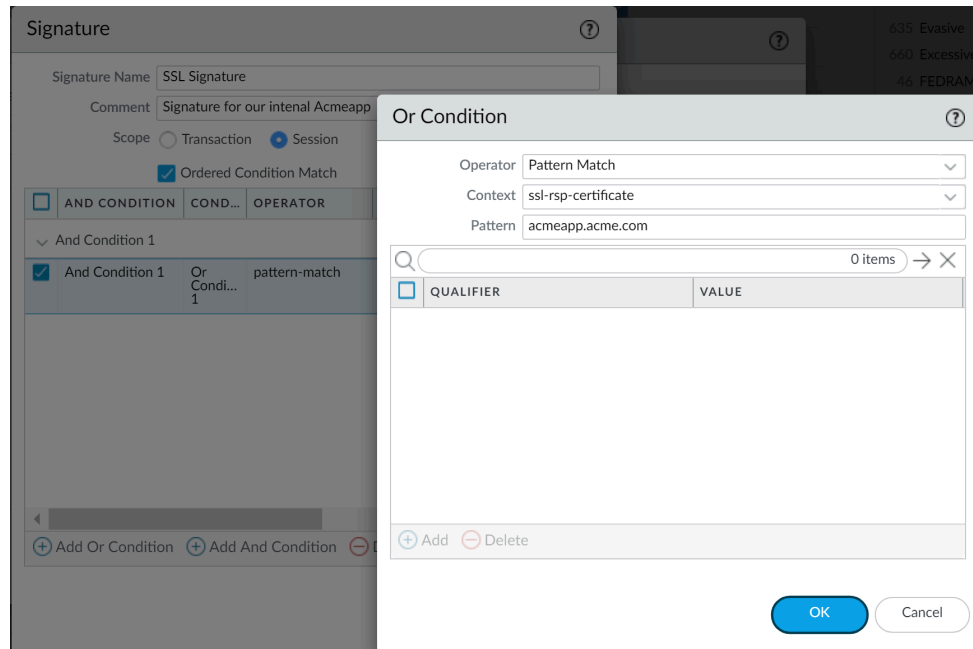 Signature
Signature Name SSL Signature
Comment Signature for our intenal Acmeapp
Scope Transaction Session
Ordered Condition Match
AND CONDITION COND... OPERATOR
And Condition 1
And Condition 1 Or Condi... 1 pattern-match
Add Or Condition Add And Condition
635 Evasive
660 Excessive
46 FEDRAM
Or Condition
Operator Pattern Match
Context ssl-rsp-certificate
Pattern acmeapp.acme.com
0 items
QUALIFIER VALUE
Add Delete
OK Cancel